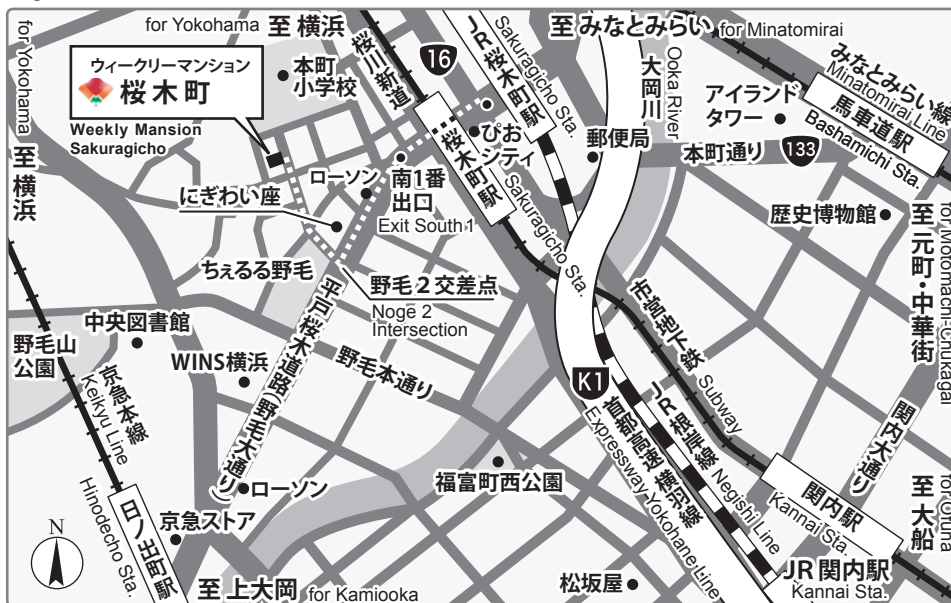 for Yokohama
至 横浜
至 みなとみらい
for Minatomirai
ウィークリーマンション
桜木町
Weekly Mansion
Sakuragicho
for Yokohama
至 横浜
本町
小学校
桜川新道
16
JR 桜木町駅
Sakuragicho Sta.
大岡川
Ooka River
みなとみらい線
Minatomirai Line
馬車道駅
Bashamichi Sta.
アイランド
タワー
133
本町通り
郵便局
ぴお
シティ
桜木町駅
Sakuragicho Sta.
ローソン
南1番
出口
Exit South 1
にぎわい座
歴史博物館
至 元町・中華街
for Motomachi-Chukagai
ちぇるる野毛
野毛2交差点
Noge 2
Intersection
市営地下鉄
Subway
中央図書館
野毛山
公園
WINS横浜
平戸桜木道路(野毛大通り)
野毛本通り
K1
首都高速 横羽線
Expressway Yokohane Line
JR根岸線
Negishi Line
関内大通り
京急本線
Keikyu Line
ローソン
福富町西公園
関内駅
Kannai Sta.
至 大船
for Ofuna
N
日ノ出町駅
Hinodecho Sta.
京急ストア
至 上大岡
for Kamiooka
松坂屋
JR 関内駅
Kannai Sta.